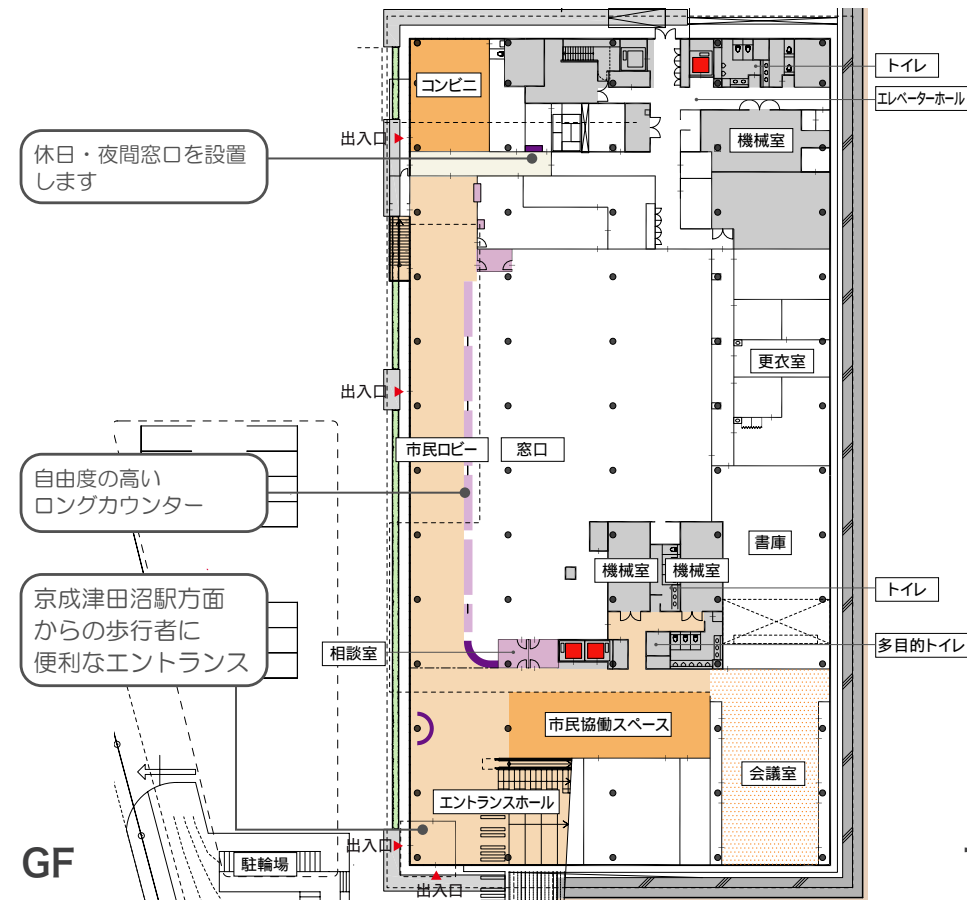 コンビニ
トイレ
エレベーターホール
出入口
機械室
休日・夜間窓口を設置
します
更衣室
出入口
市民ロビー
窓口
自由度の高い
ロングカウンター
書庫
機械室
機械室
トイレ
京成津田沼駅方面
からの歩行者に
便利なエントランス
相談室
多目的トイレ
市民協働スペース
会議室
エントランスホール
出入口
GF
駐輪場
出入口